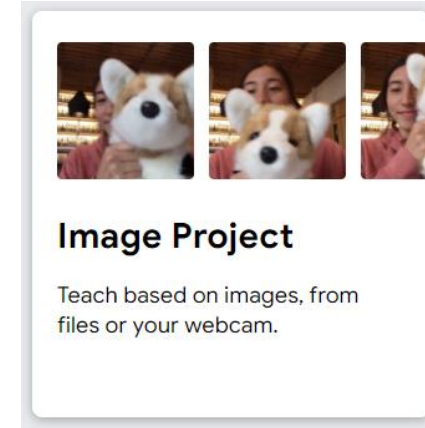 Image Project
Teach based on images, from
files or your webcam.